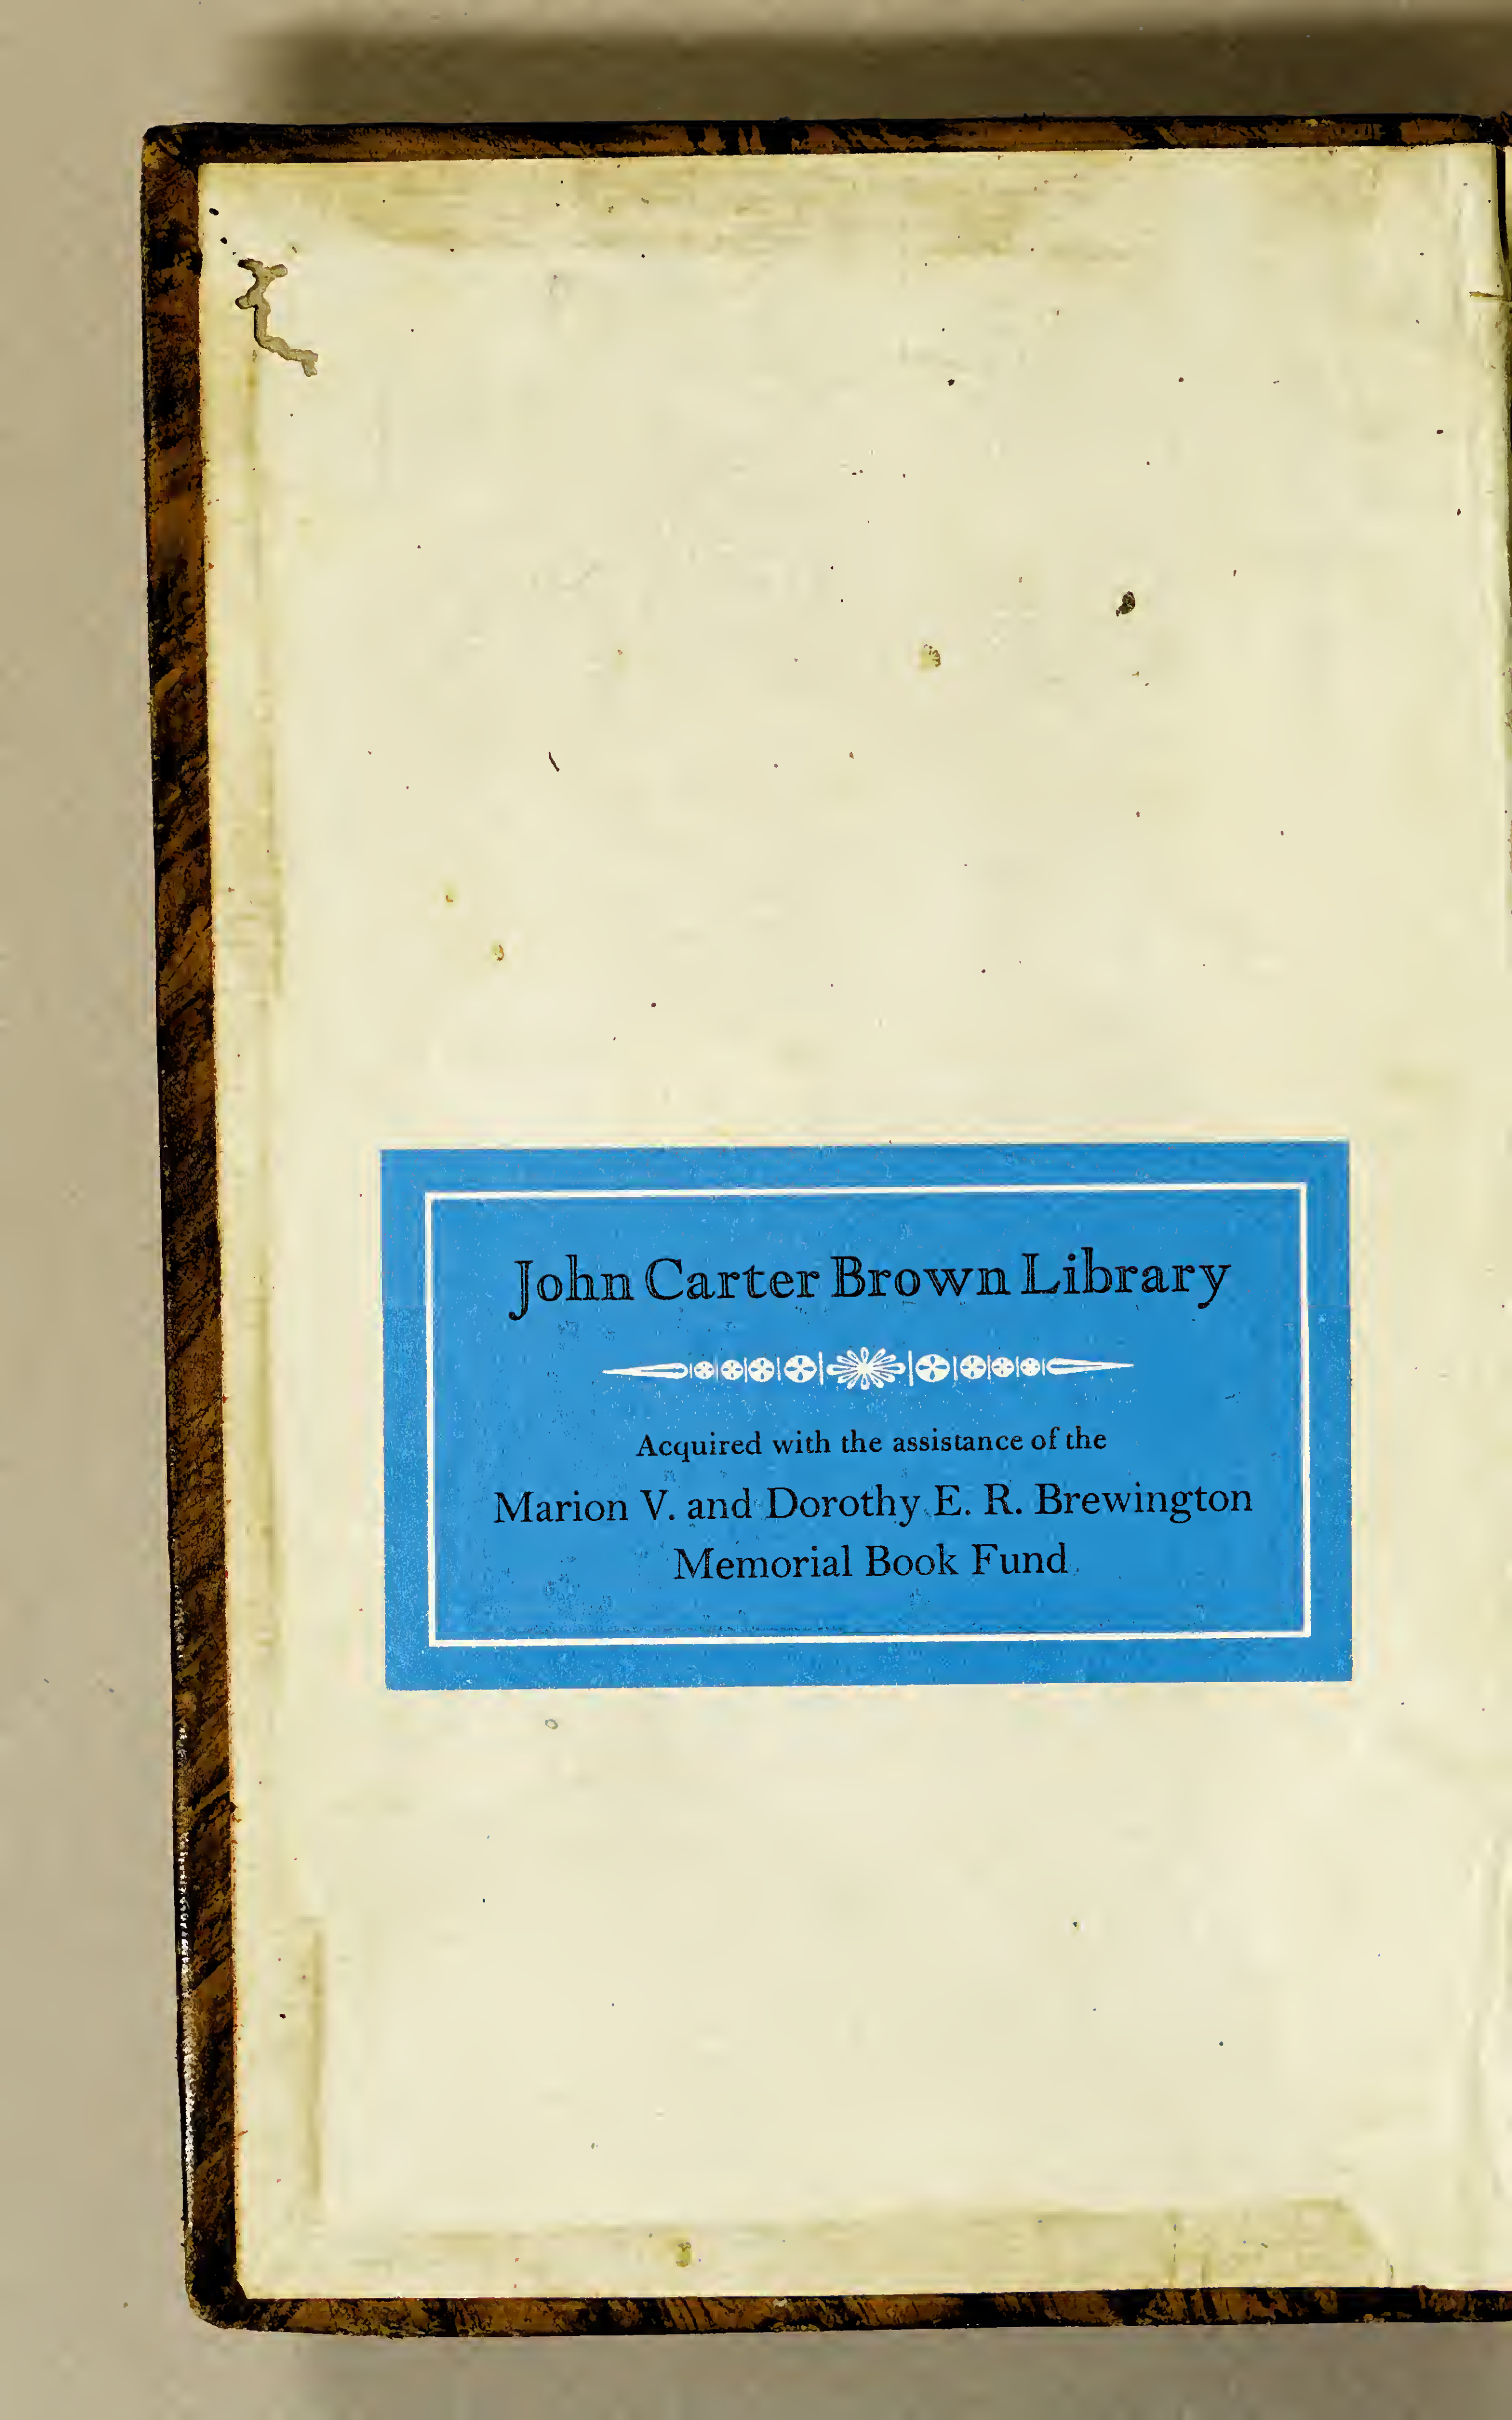 John Carter Brown Library
Acquired with the assistance of the
Marion V. and Dorothy E. R. Brewington
Memorial Book Fund